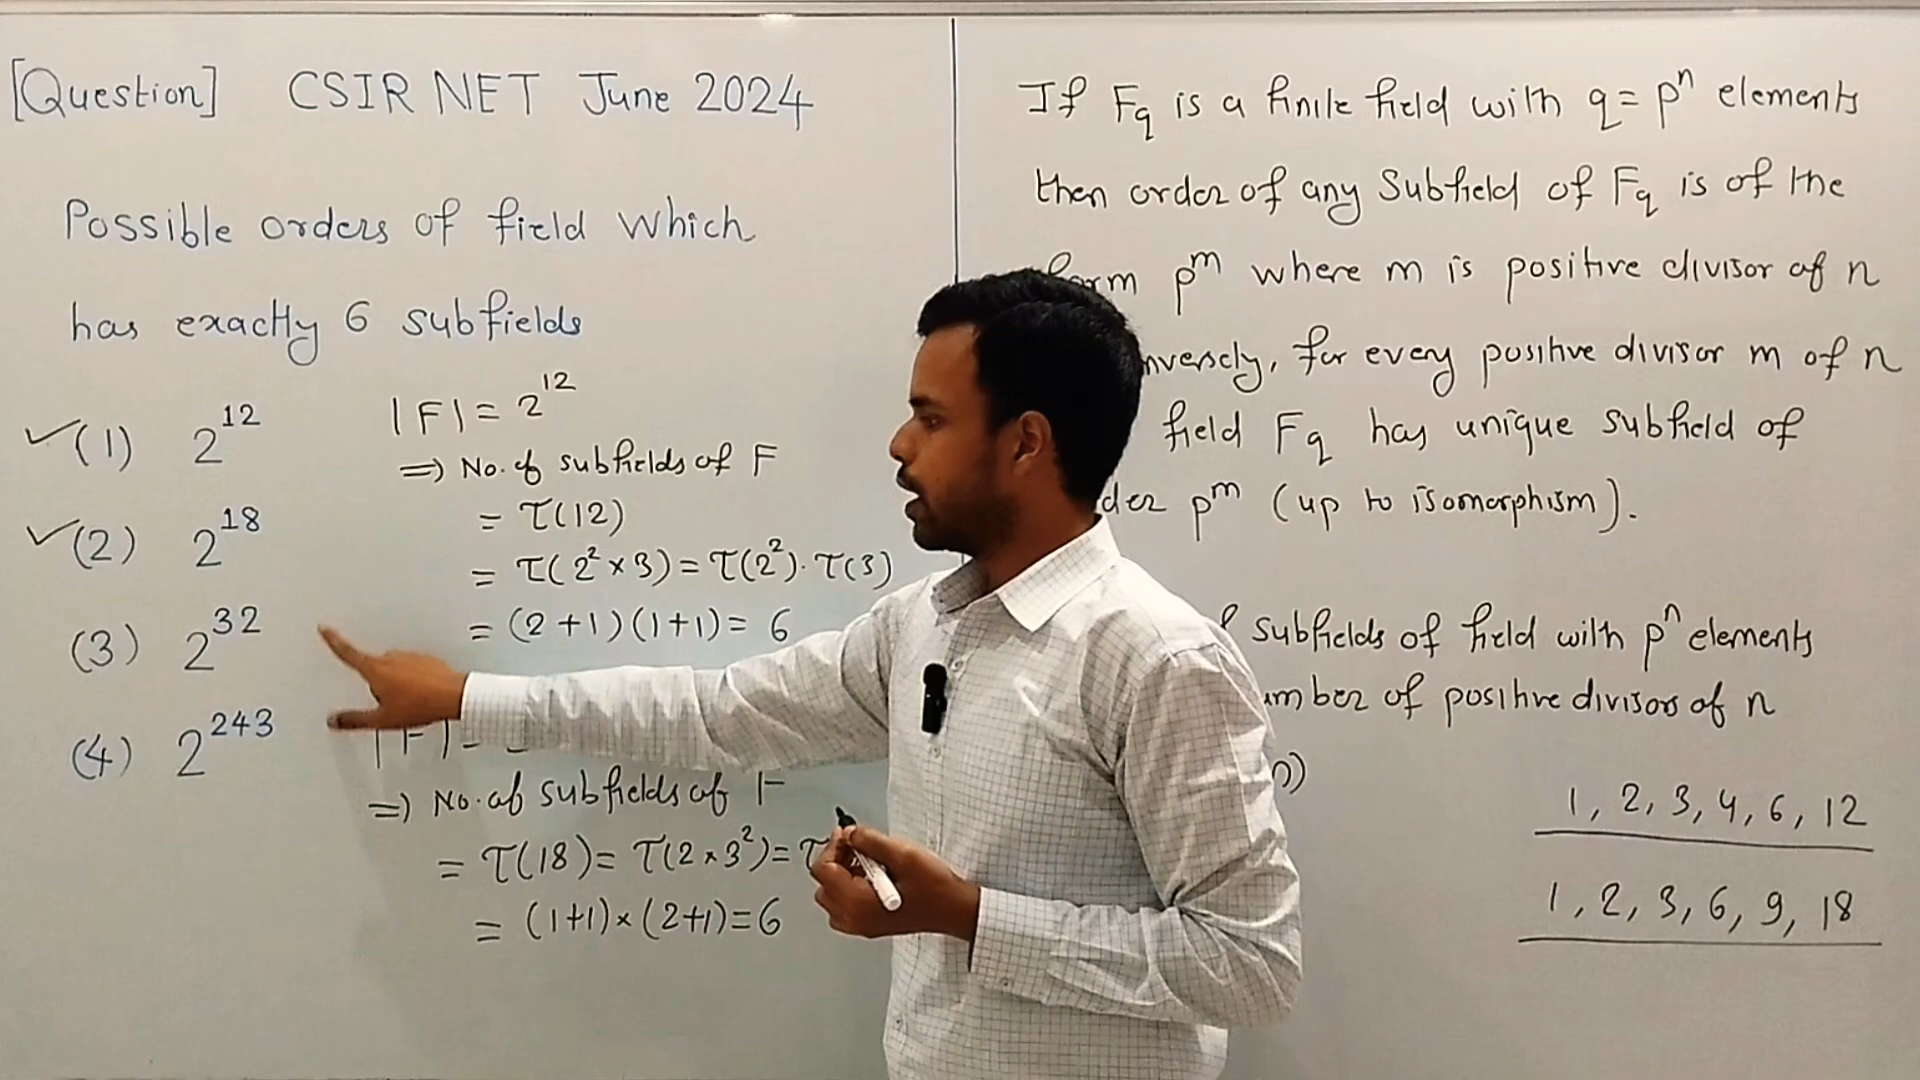 [Question] CSIR NET June 2024
Possible orders of field which
has exactly 6 subfields
✓(1) 2^12
✓(2) 2^18
(3) 2^32
(4) 2^243
|F| = 2^12
=> No. of subfields of F
= τ(12)
= τ(2^2 × 3) = τ(2^2)·τ(3)
= (2+1)(1+1) = 6
|F| =
=> No. of subfields of F
= τ(18) = τ(2×3^2) = τ
= (1+1)×(2+1) = 6
If F_q is a finite field with q = p^n elements
then order of any subfield of F_q is of the
form p^m where m is positive divisor of n
for every positive divisor m of n
field F_q has unique subfield of
p^m (up to isomorphism).
subfields of field with p^n elements
of positive divisors of n
n)
1, 2, 3, 4, 6, 12
1, 2, 3, 6, 9, 18